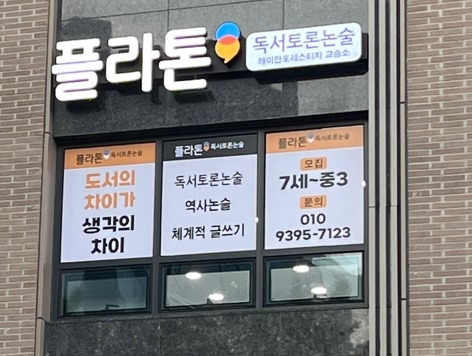 플라톤 독서토론논술
래미안포레스티지 교습소
플라톤 독서토론논술
도서의
차이가
생각의
차이
플라톤 독서토론논술
독서토론논술
역사논술
체계적 글쓰기
플라톤 독서토론논술
모집
7세~중3
문의
010
9395-7123